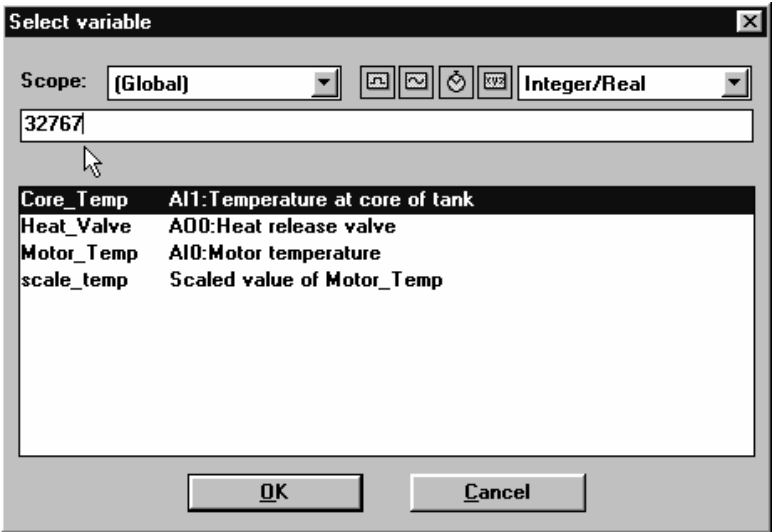 Select variable
Scope: (Global) xyz Integer/Real
32767
Core_Temp AI1:Temperature at core of tank
Heat_Valve AO0:Heat release valve
Motor_Temp AI0:Motor temperature
scale_temp Scaled value of Motor_Temp
OK Cancel